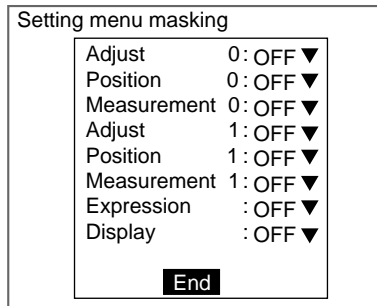 Setting menu masking
Adjust 0: OFF ▼
Position 0: OFF ▼
Measurement 0: OFF ▼
Adjust 1: OFF ▼
Position 1: OFF ▼
Measurement 1: OFF ▼
Expression : OFF ▼
Display : OFF ▼
End